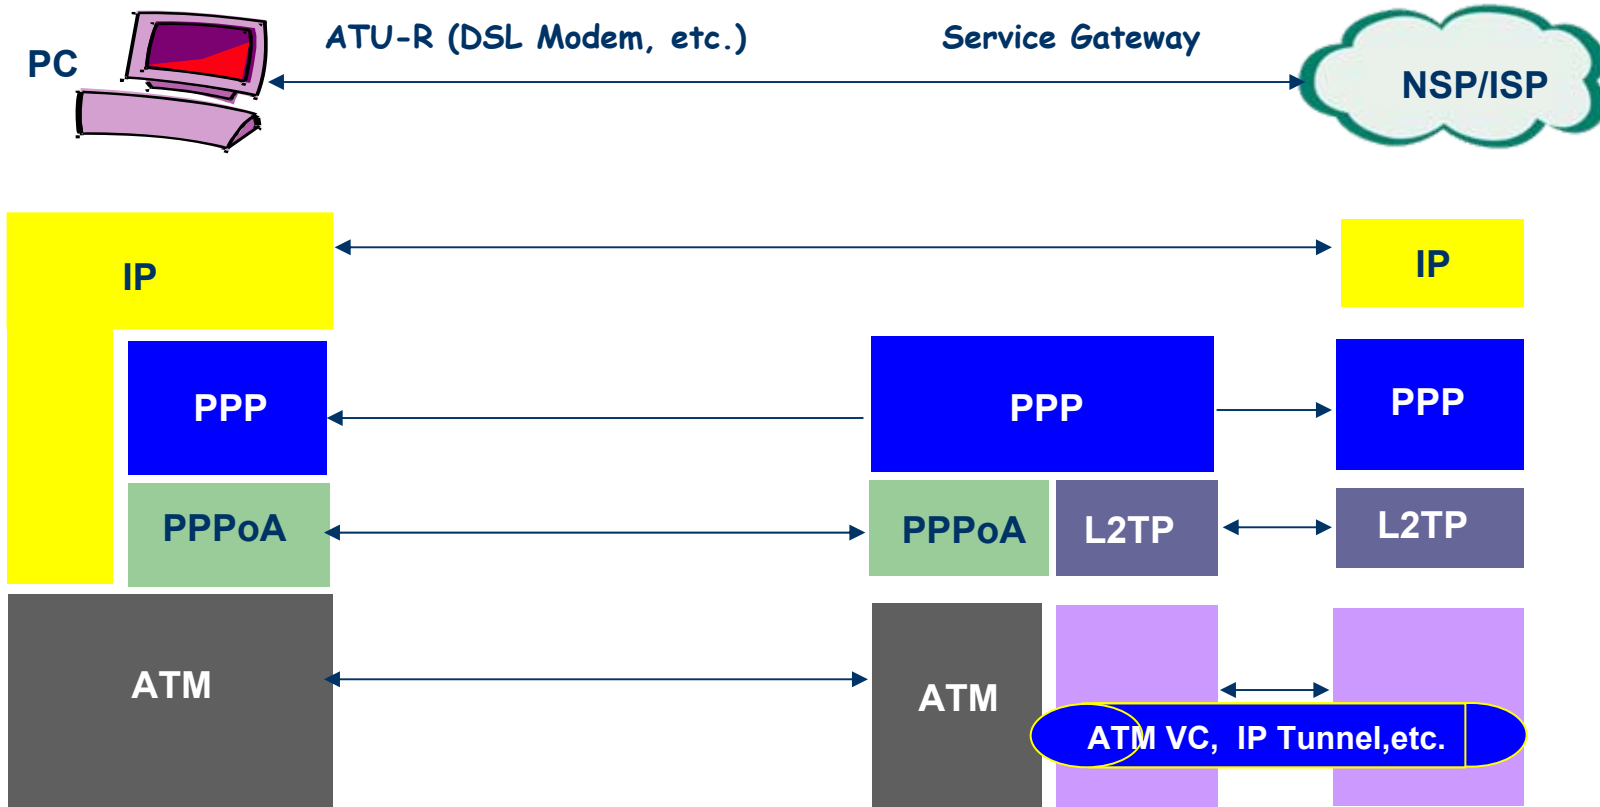 PC
ATU-R (DSL Modem, etc.)
Service Gateway
NSP/ISP
IP
IP
PPP
PPP
PPP
PPPoA
PPPoA
L2TP
L2TP
ATM
ATM
ATM VC, IP Tunnel,etc.